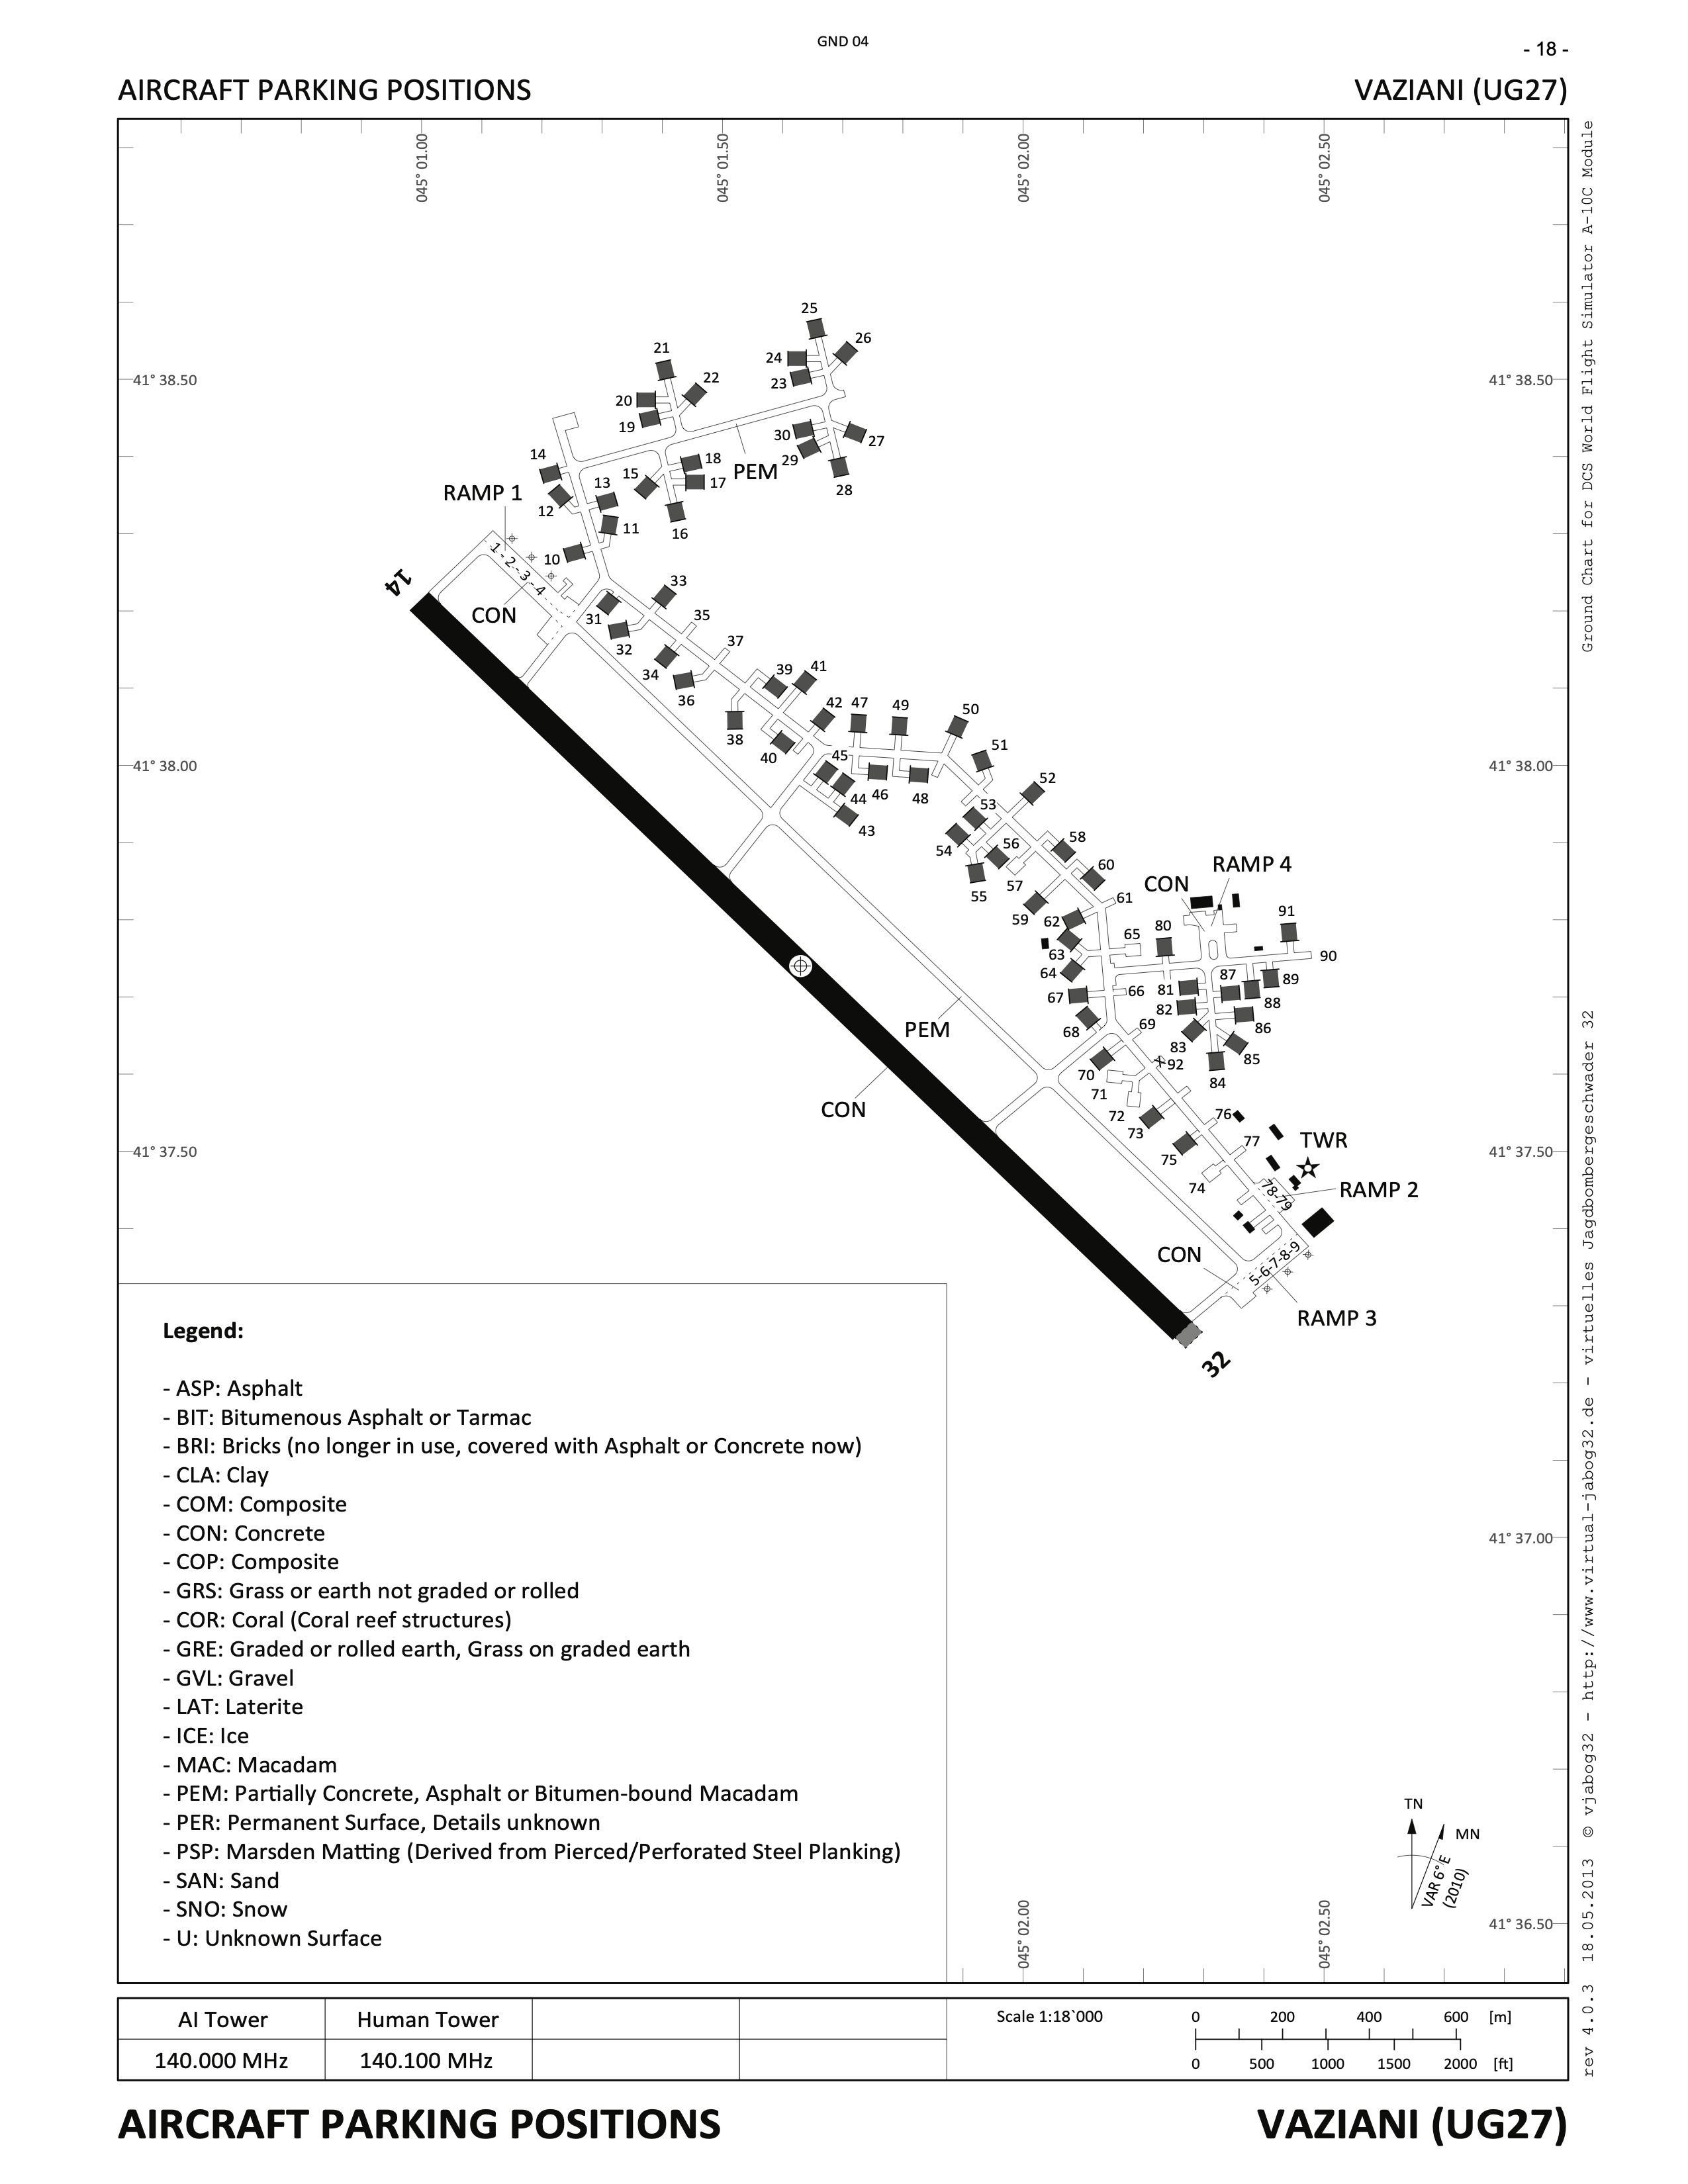 GND 04
- 18 -
AIRCRAFT PARKING POSITIONS
VAZIANI (UG27)
045° 01.00
045° 01.50
045° 02.00
045° 02.50
25
26
24
23
21
22
20
19
41° 38.50
41° 38.50
30
27
29
28
14
18
15
17
PEM
13
12
16
11
RAMP 1
10
1 - 2 - 3 - 4
14
CON
33
31
35
32
37
34
39
41
36
42
47
49
50
38
40
45
51
41° 38.00
41° 38.00
44
46
48
52
43
53
58
54
56
60
57
55
RAMP 4
CON
59
61
62
91
80
65
63
90
64
87
89
81
67
66
88
82
68
69
86
PEM
83
85
92
70
84
71
CON
72
76
73
77
TWR
41° 37.50
41° 37.50
75
74
78-79
RAMP 2
CON
5-6-7-8-9
RAMP 3
32
Legend:
- ASP: Asphalt
- BIT: Bitumenous Asphalt or Tarmac
- BRI: Bricks (no longer in use, covered with Asphalt or Concrete now)
- CLA: Clay
- COM: Composite
- CON: Concrete
- COP: Composite
- GRS: Grass or earth not graded or rolled
- COR: Coral (Coral reef structures)
- GRE: Graded or rolled earth, Grass on graded earth
- GVL: Gravel
- LAT: Laterite
- ICE: Ice
- MAC: Macadam
- PEM: Partially Concrete, Asphalt or Bitumen-bound Macadam
- PER: Permanent Surface, Details unknown
- PSP: Marsden Matting (Derived from Pierced/Perforated Steel Planking)
- SAN: Sand
- SNO: Snow
- U: Unknown Surface
41° 37.00
TN
MN
VAR 6° E
(2010)
41° 36.50
045° 02.00
045° 02.50
AI Tower
Human Tower
140.000 MHz
140.100 MHz
Scale 1:18`000
0 200 400 600 [m]
0 500 1000 1500 2000 [ft]
rev 4.0.3 18.05.2013 © vjabog32 - http://www.virtual-jabog32.de - virtuelles Jagdbombergeschwader 32
Ground Chart for DCS World Flight Simulator A-10C Module
AIRCRAFT PARKING POSITIONS
VAZIANI (UG27)